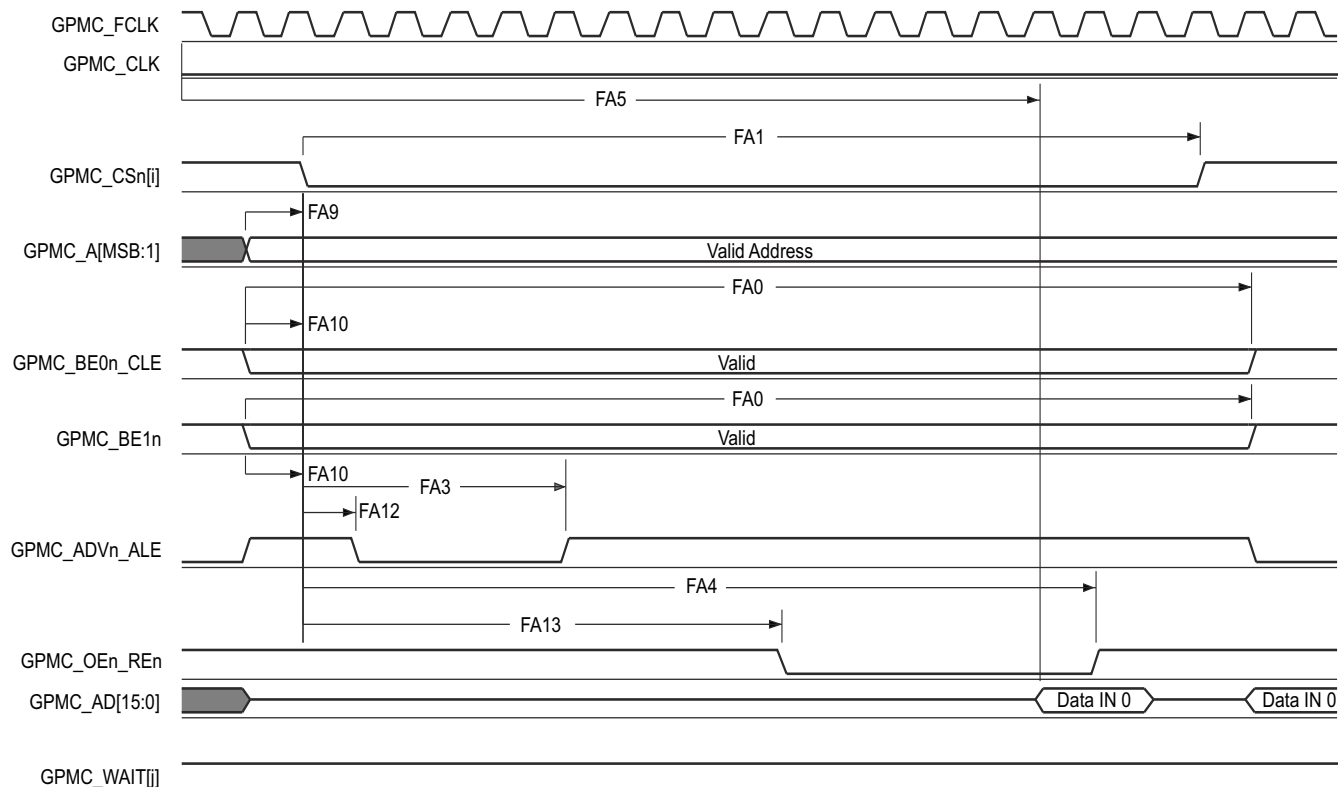 GPMC_FCLK
GPMC_CLK
FA5
FA1
GPMC_CSn[i]
FA9
GPMC_A[MSB:1]
Valid Address
FA0
FA10
GPMC_BE0n_CLE
Valid
FA0
GPMC_BE1n
Valid
FA10
FA3
FA12
GPMC_ADVn_ALE
FA4
FA13
GPMC_OEn_REn
GPMC_AD[15:0]
Data IN 0
Data IN 0
GPMC_WAIT[j]